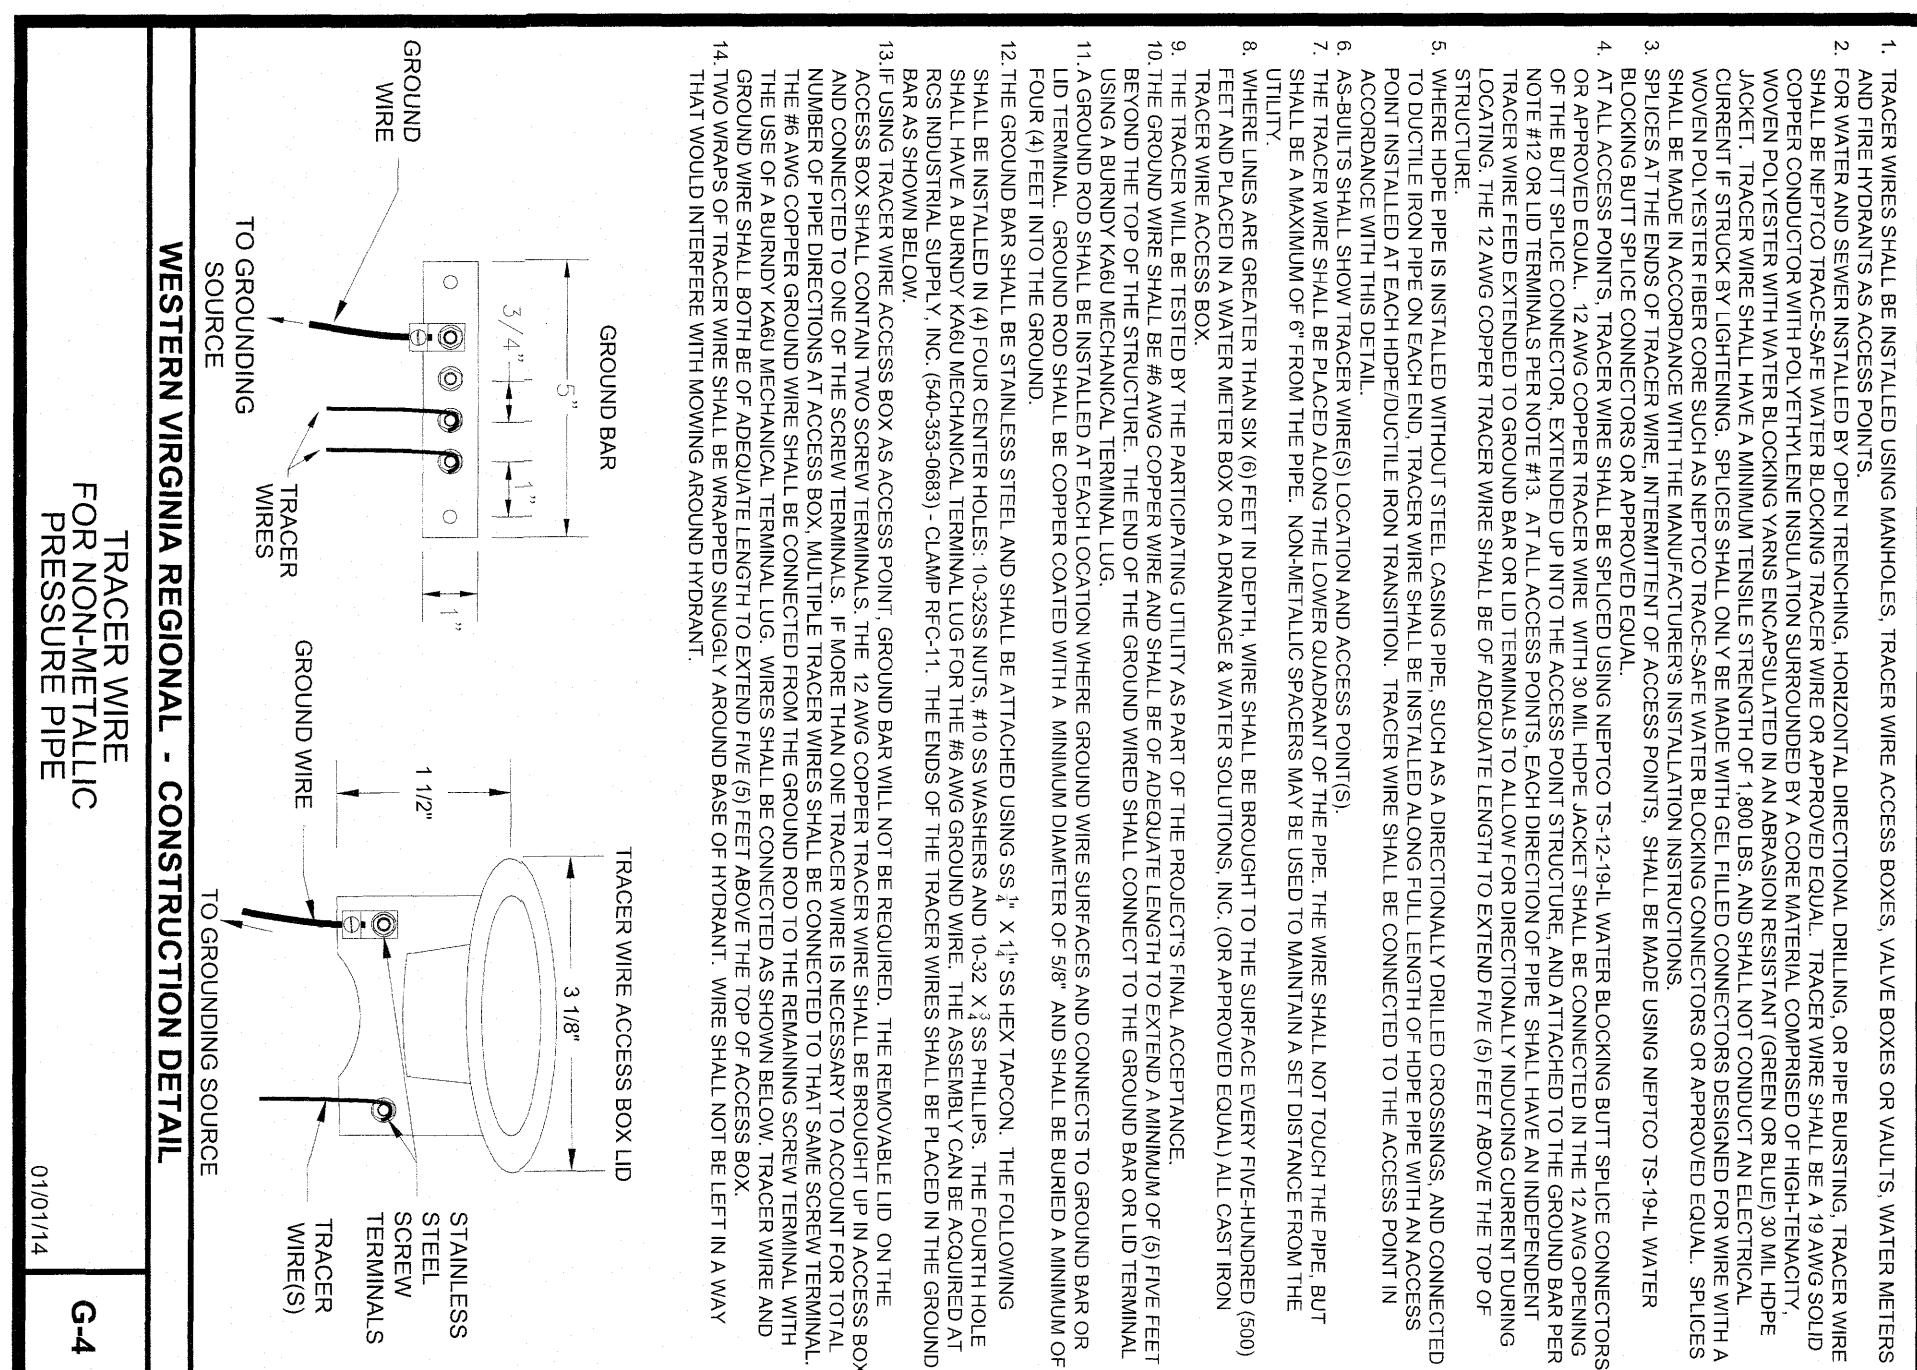 1. TRACER WIRES SHALL BE INSTALLED USING MANHOLES, TRACER WIRE ACCESS BOXES, VALVE BOXES OR VAULTS, WATER METERS
AND FIRE HYDRANTS AS ACCESS POINTS.
2. FOR WATER AND SEWER INSTALLED BY OPEN TRENCHING, HORIZONTAL DIRECTIONAL DRILLING, OR PIPE BURSTING, TRACER WIRE
SHALL BE NEPTCO TRACE-SAFE WATER BLOCKING TRACER WIRE OR APPROVED EQUAL. TRACER WIRE SHALL BE A 19 AWG SOLID
COPPER CONDUCTOR WITH POLYETHYLENE INSULATION SURROUNDED BY A CORE MATERIAL COMPRISED OF HIGH-TENACITY,
WOVEN POLYESTER WITH WATER BLOCKING YARNS ENCAPSULATED IN AN ABRASION RESISTANT (GREEN OR BLUE) 30 MIL HDPE
JACKET. TRACER WIRE SHALL HAVE A MINIMUM TENSILE STRENGTH OF 1,800 LBS. AND SHALL NOT CONDUCT AN ELECTRICAL
CURRENT IF STRUCK BY LIGHTENING. SPLICES SHALL ONLY BE MADE WITH GEL FILLED CONNECTORS DESIGNED FOR WIRE WITH A
WOVEN POLYESTER FIBER CORE SUCH AS NEPTCO TRACE-SAFE WATER BLOCKING CONNECTORS OR APPROVED EQUAL. SPLICES
SHALL BE MADE IN ACCORDANCE WITH THE MANUFACTURER'S INSTALLATION INSTRUCTIONS.
3. SPLICES AT THE ENDS OF TRACER WIRE, INTERMITTENT OF ACCESS POINTS, SHALL BE MADE USING NEPTCO TS-19-IL WATER
BLOCKING BUTT SPLICE CONNECTORS OR APPROVED EQUAL.
4. AT ALL ACCESS POINTS, TRACER WIRE SHALL BE SPLICED USING NEPTCO TS-12-19-IL WATER BLOCKING BUTT SPLICE CONNECTORS
OR APPROVED EQUAL. 12 AWG COPPER TRACER WIRE WITH 30 MIL HDPE JACKET SHALL BE CONNECTED IN THE 12 AWG OPENING
OF THE BUTT SPLICE CONNECTOR, EXTENDED UP INTO THE ACCESS POINT STRUCTURE, AND ATTACHED TO THE GROUND BAR PER
NOTE #12 OR LID TERMINALS PER NOTE #13. AT ALL ACCESS POINTS, EACH DIRECTION OF PIPE SHALL HAVE AN INDEPENDENT
TRACER WIRE FEED EXTENDED TO GROUND BAR OR LID TERMINALS TO ALLOW FOR DIRECTIONALLY INDUCING CURRENT DURING
LOCATING. THE 12 AWG COPPER TRACER WIRE SHALL BE OF ADEQUATE LENGTH TO EXTEND FIVE (5) FEET ABOVE THE TOP OF
STRUCTURE.
5. WHERE HDPE PIPE IS INSTALLED WITHOUT STEEL CASING PIPE, SUCH AS A DIRECTIONALLY DRILLED CROSSINGS, AND CONNECTED
TO DUCTILE IRON PIPE ON EACH END, TRACER WIRE SHALL BE INSTALLED ALONG FULL LENGTH OF HDPE PIPE WITH AN ACCESS
POINT INSTALLED AT EACH HDPE/DUCTILE IRON TRANSITION. TRACER WIRE SHALL BE CONNECTED TO THE ACCESS POINT IN
ACCORDANCE WITH THIS DETAIL.
6. AS-BUILTS SHALL SHOW TRACER WIRE(S) LOCATION AND ACCESS POINT(S).
7. THE TRACER WIRE SHALL BE PLACED ALONG THE LOWER QUADRANT OF THE PIPE. THE WIRE SHALL NOT TOUCH THE PIPE, BUT
SHALL BE A MAXIMUM OF 6" FROM THE PIPE. NON-METALLIC SPACERS MAY BE USED TO MAINTAIN A SET DISTANCE FROM THE
UTILITY.
8. WHERE LINES ARE GREATER THAN SIX (6) FEET IN DEPTH, WIRE SHALL BE BROUGHT TO THE SURFACE EVERY FIVE-HUNDRED (500)
FEET AND PLACED IN A WATER METER BOX OR A DRAINAGE & WATER SOLUTIONS, INC. (OR APPROVED EQUAL) ALL CAST IRON
TRACER WIRE ACCESS BOX.
9. THE TRACER WILL BE TESTED BY THE PARTICIPATING UTILITY AS PART OF THE PROJECT'S FINAL ACCEPTANCE.
10. THE GROUND WIRE SHALL BE #6 AWG COPPER WIRE AND SHALL BE OF ADEQUATE LENGTH TO EXTEND A MINIMUM OF (5) FIVE FEET
BEYOND THE TOP OF THE STRUCTURE. THE END OF THE GROUND WIRED SHALL CONNECT TO THE GROUND BAR OR LID TERMINAL
USING A BURNDY KA6U MECHANICAL TERMINAL LUG.
11. A GROUND ROD SHALL BE INSTALLED AT EACH LOCATION WHERE GROUND WIRE SURFACES AND CONNECTS TO GROUND BAR OR
LID TERMINAL. GROUND ROD SHALL BE COPPER COATED WITH A MINIMUM DIAMETER OF 5/8" AND SHALL BE BURIED A MINIMUM OF
FOUR (4) FEET INTO THE GROUND.
12. THE GROUND BAR SHALL BE STAINLESS STEEL AND SHALL BE ATTACHED USING SS 1/4" X 1 1/4" SS HEX TAPCON. THE FOLLOWING
SHALL BE INSTALLED IN (4) FOUR CENTER HOLES: 10-32SS NUTS, #10 SS WASHERS AND 10-32 X 3/4 SS PHILLIPS. THE FOURTH HOLE
SHALL HAVE A BURNDY KA6U MECHANICAL TERMINAL LUG FOR THE #6 AWG GROUND WIRE. THE ASSEMBLY CAN BE ACQUIRED AT
RCS INDUSTRIAL SUPPLY, INC. (540-353-0683) - CLAMP RFC-11. THE ENDS OF THE TRACER WIRES SHALL BE PLACED IN THE GROUND
BAR AS SHOWN BELOW.
13. IF USING TRACER WIRE ACCESS BOX AS ACCESS POINT, GROUND BAR WILL NOT BE REQUIRED. THE REMOVABLE LID ON THE
ACCESS BOX SHALL CONTAIN TWO SCREW TERMINALS. THE 12 AWG COPPER TRACER WIRE SHALL BE BROUGHT UP IN ACCESS BOX
AND CONNECTED TO ONE OF THE SCREW TERMINALS. IF MORE THAN ONE TRACER WIRE IS NECESSARY TO ACCOUNT FOR TOTAL
NUMBER OF PIPE DIRECTIONS AT ACCESS BOX, MULTIPLE TRACER WIRES SHALL BE CONNECTED TO THAT SAME SCREW TERMINAL.
THE #6 AWG COPPER GROUND WIRE SHALL BE CONNECTED FROM THE GROUND ROD TO THE REMAINING SCREW TERMINAL WITH
THE USE OF A BURNDY KA6U MECHANICAL TERMINAL LUG. WIRES SHALL BE CONNECTED AS SHOWN BELOW. TRACER WIRE AND
GROUND WIRE SHALL BOTH BE OF ADEQUATE LENGTH TO EXTEND FIVE (5) FEET ABOVE THE TOP OF ACCESS BOX.
14. TWO WRAPS OF TRACER WIRE SHALL BE WRAPPED SNUGGLY AROUND BASE OF HYDRANT. WIRE SHALL NOT BE LEFT IN A WAY
THAT WOULD INTERFERE WITH MOWING AROUND HYDRANT.
GROUND BAR
5"
3/4"
1"
1"
GROUND
WIRE
TO GROUNDING
SOURCE
TRACER
WIRES
TRACER WIRE ACCESS BOX LID
3 1/8"
1 1/2"
GROUND WIRE
TO GROUNDING SOURCE
STAINLESS
STEEL
SCREW
TERMINALS
TRACER
WIRE(S)
WESTERN VIRGINIA REGIONAL - CONSTRUCTION DETAIL
TRACER WIRE
FOR NON-METALLIC
PRESSURE PIPE
01/01/14
G-4